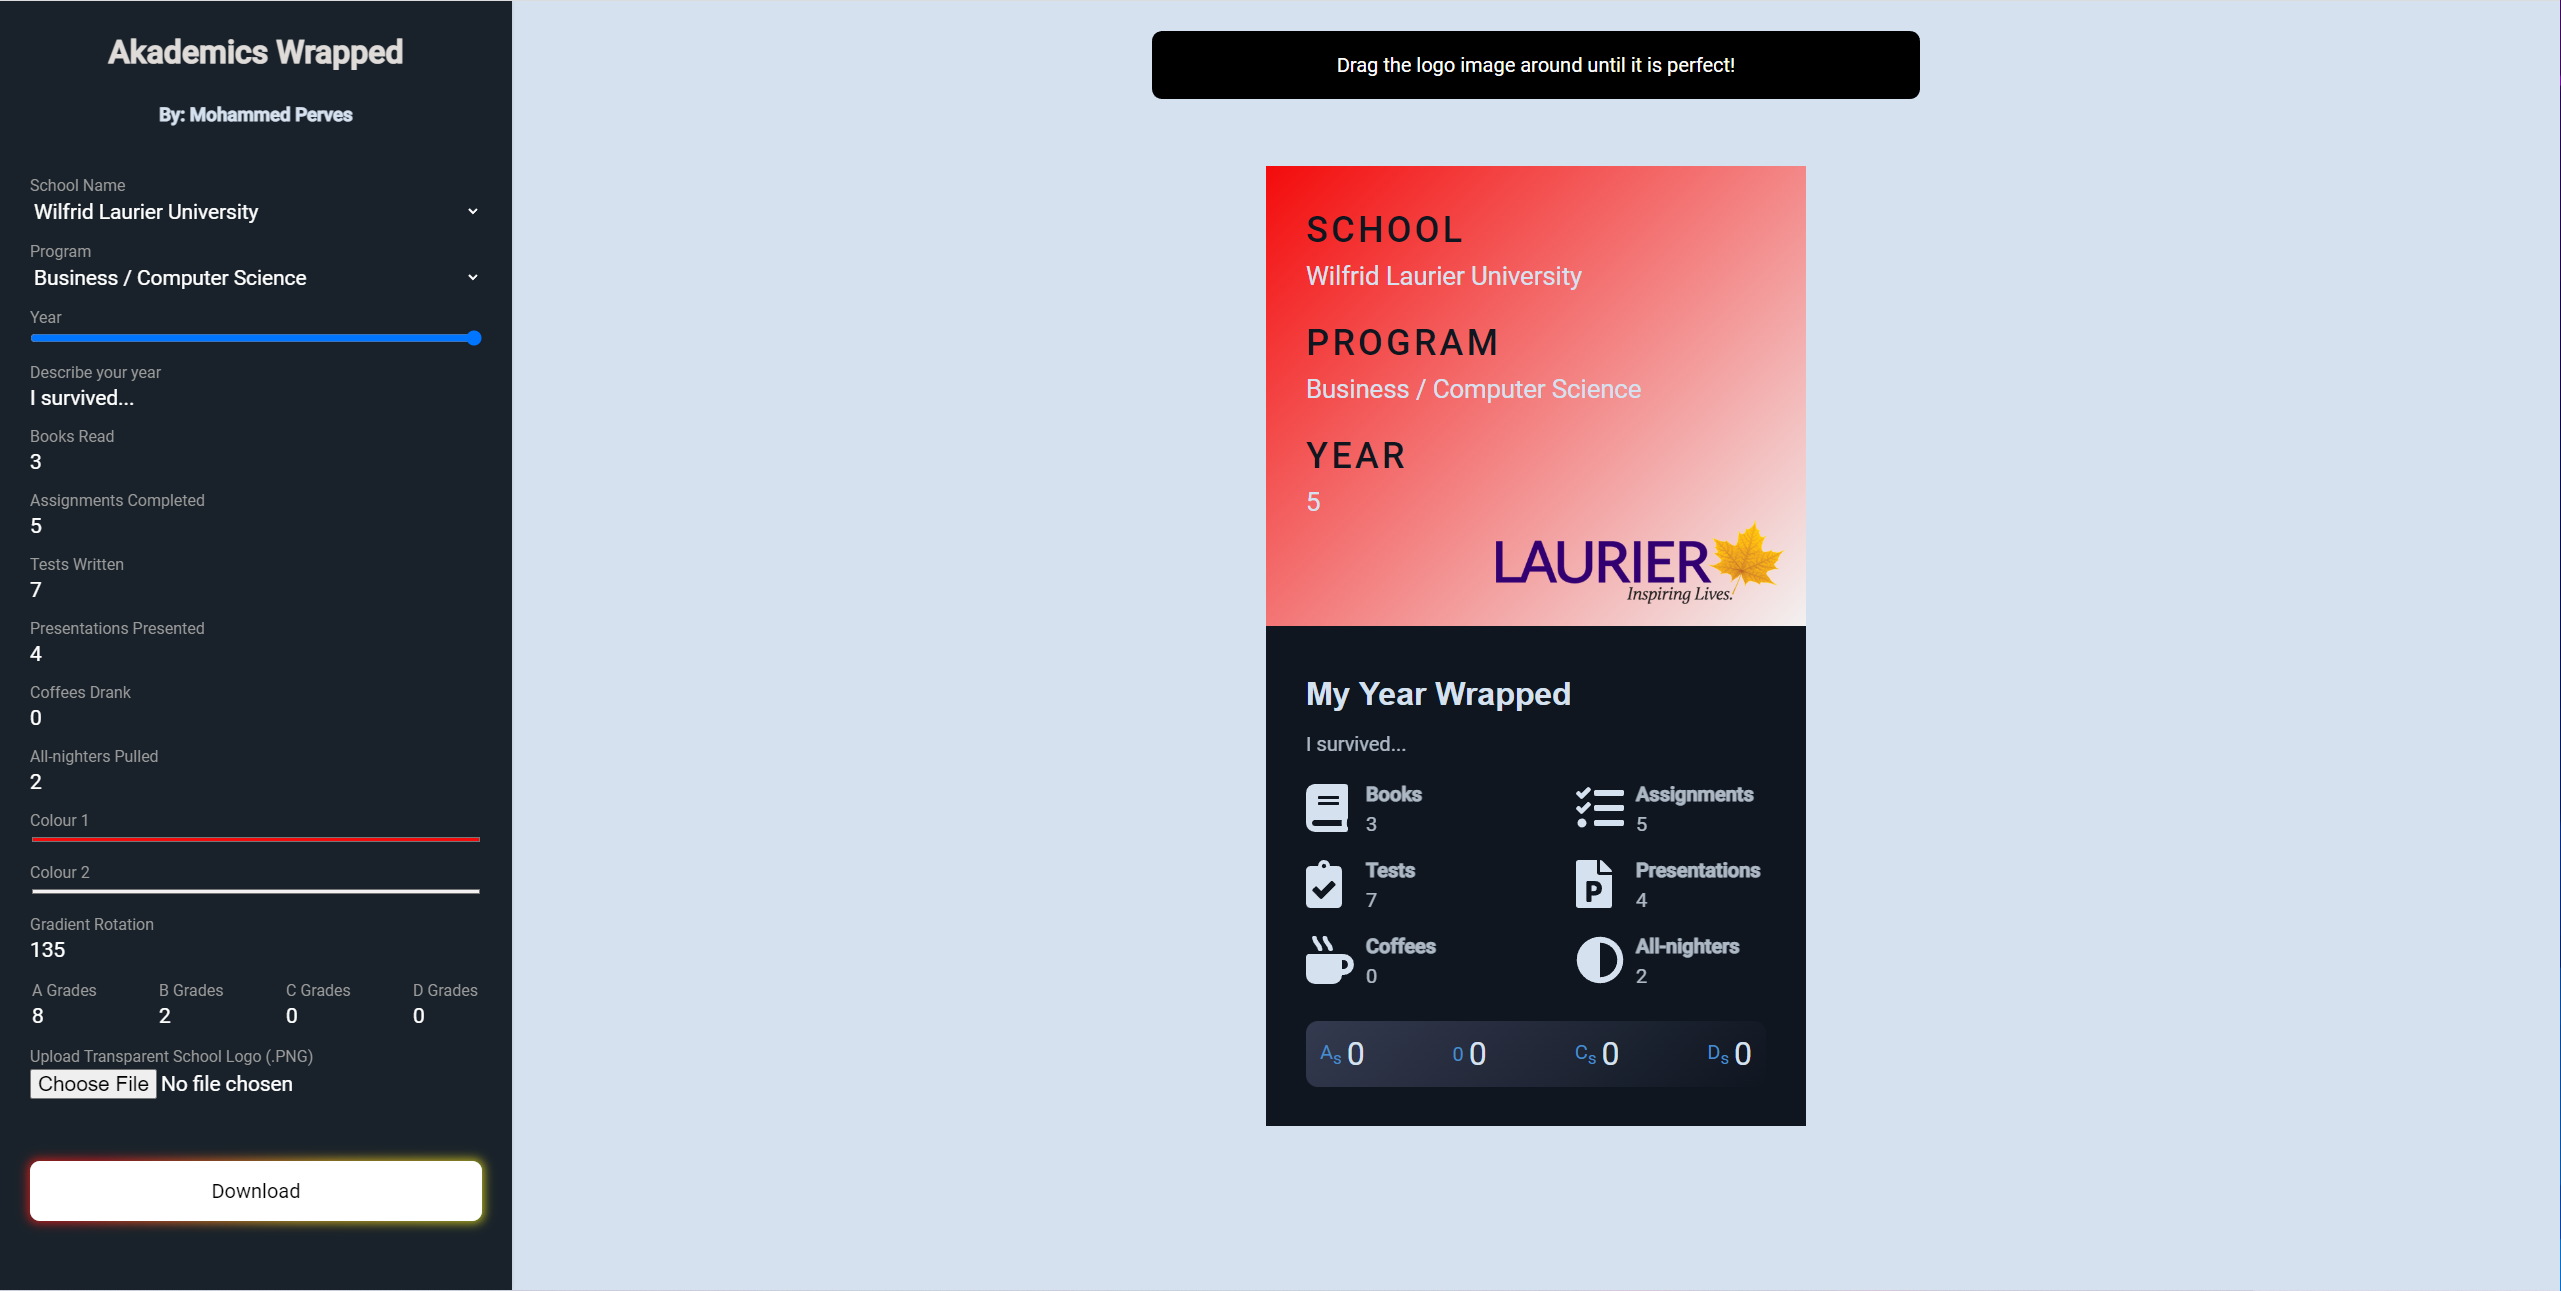 Akademics Wrapped
By: Mohammed Perves
School Name
Wilfrid Laurier University
Program
Business / Computer Science
Year
Describe your year
I survived...
Books Read
3
Assignments Completed
5
Tests Written
7
Presentations Presented
4
Coffees Drank
0
All-nighters Pulled
2
Colour 1
Colour 2
Gradient Rotation
135
A Grades B Grades C Grades D Grades
8 2 0 0
Upload Transparent School Logo (.PNG)
Choose File No file chosen
Download
Drag the logo image around until it is perfect!
SCHOOL
Wilfrid Laurier University
PROGRAM
Business / Computer Science
YEAR
5
LAURIER
Inspiring Lives.
My Year Wrapped
I survived...
Books Assignments
3 5
Tests Presentations
7 4
P
Coffees All-nighters
0 2
As 0 0 0 Cs 0 Ds 0